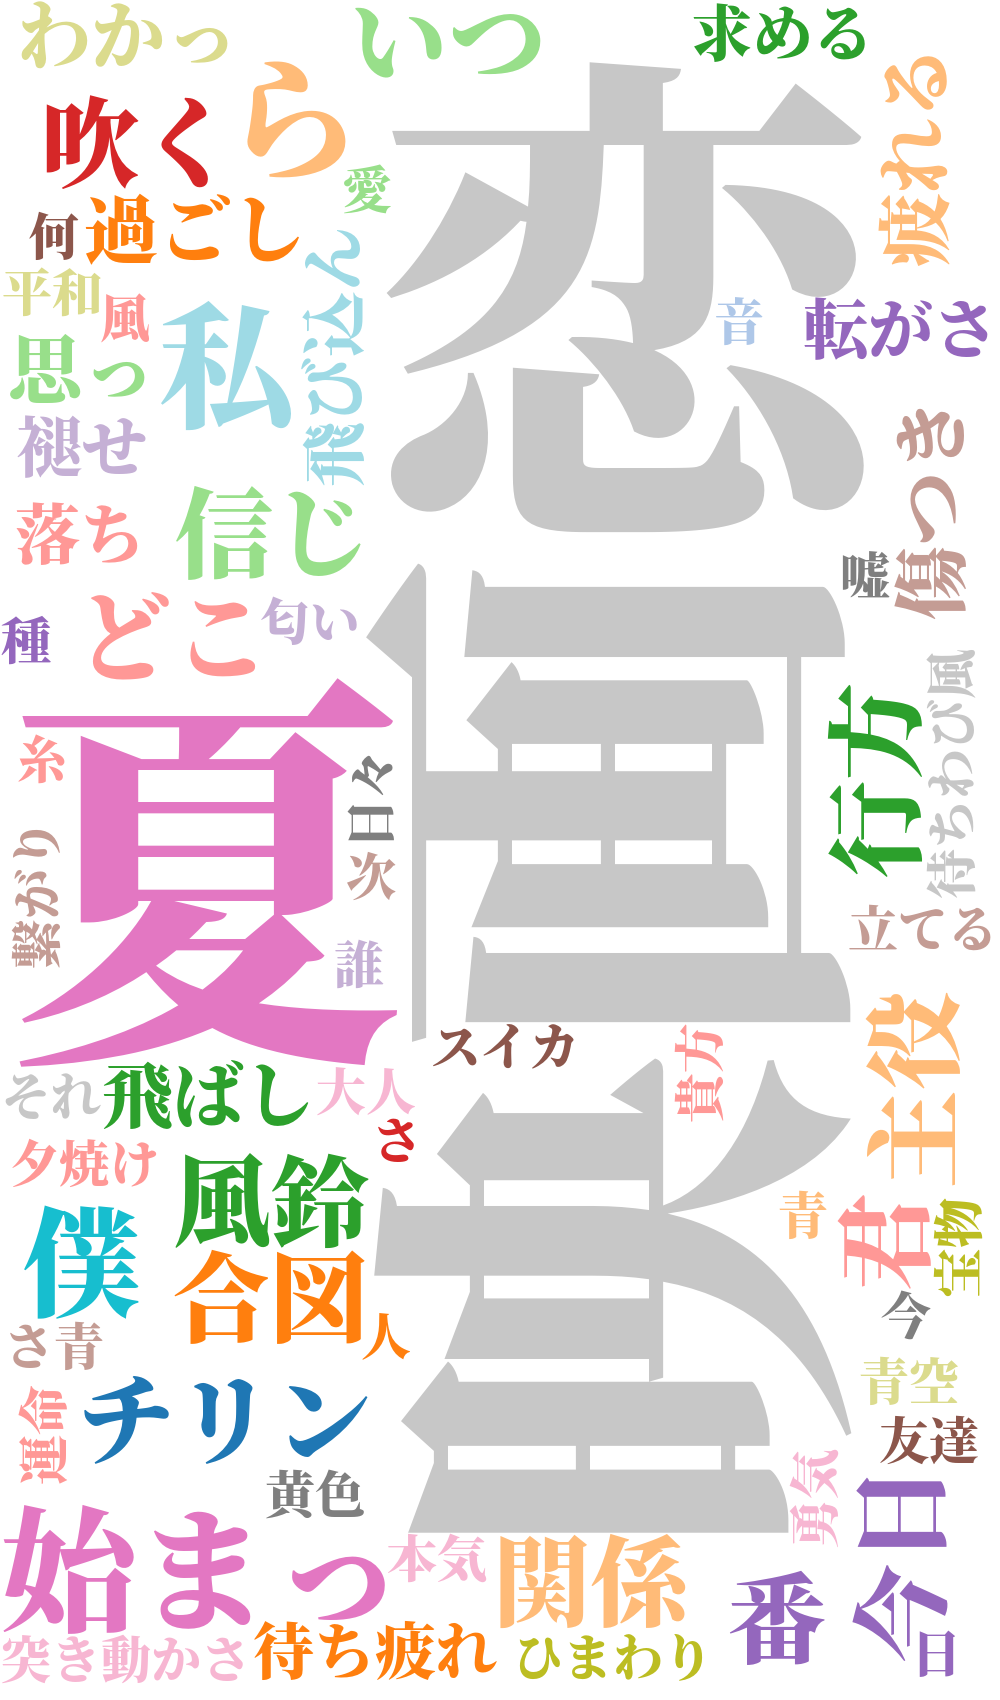 わかっ
いつ
求める
疲れる
吹く
ら
愛
恋
何
過ごし
飛び込ん
平和
風
私
音
転がさ
思っ
褪せ
傷つき
信じ
落ち
嘘
映画
種
どこ
匂い
待ちわび風
行方
夏
糸
日々
次
繋がり
誰
立てる
主役
スイカ
貴方
それ
飛ばし
大人
さ
夕焼け
風鈴
僕
青
君
宝物
合図
今
さ青
人
青空
運命
チリン
友達
勇気
黄色
今日
始まっ
本気
関係
番
日
突き動かさ
待ち疲れ
ひまわり